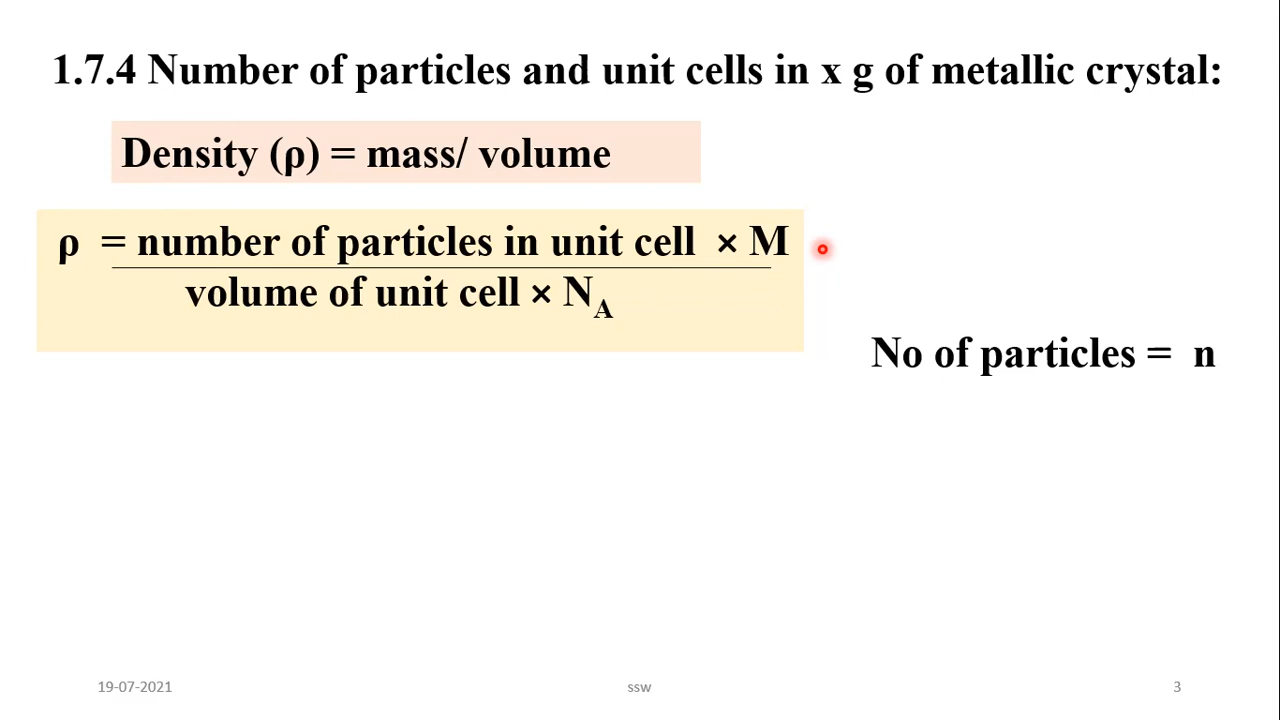 1.7.4 Number of particles and unit cells in x g of metallic crystal:
Density (ρ) = mass/ volume
ρ = number of particles in unit cell × M
volume of unit cell × N_A
No of particles = n
19-07-2021
ssw
3